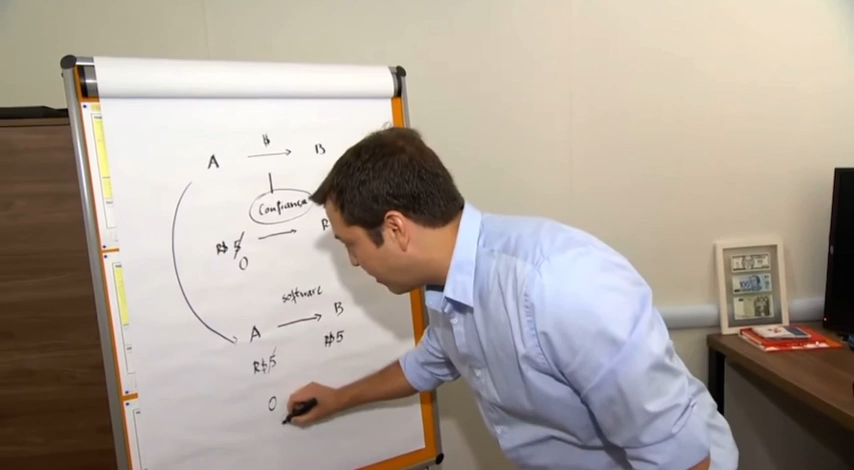 $
A → B
Confiança
R$ 5 → R
0
software
A → B
R$5 R$5
0